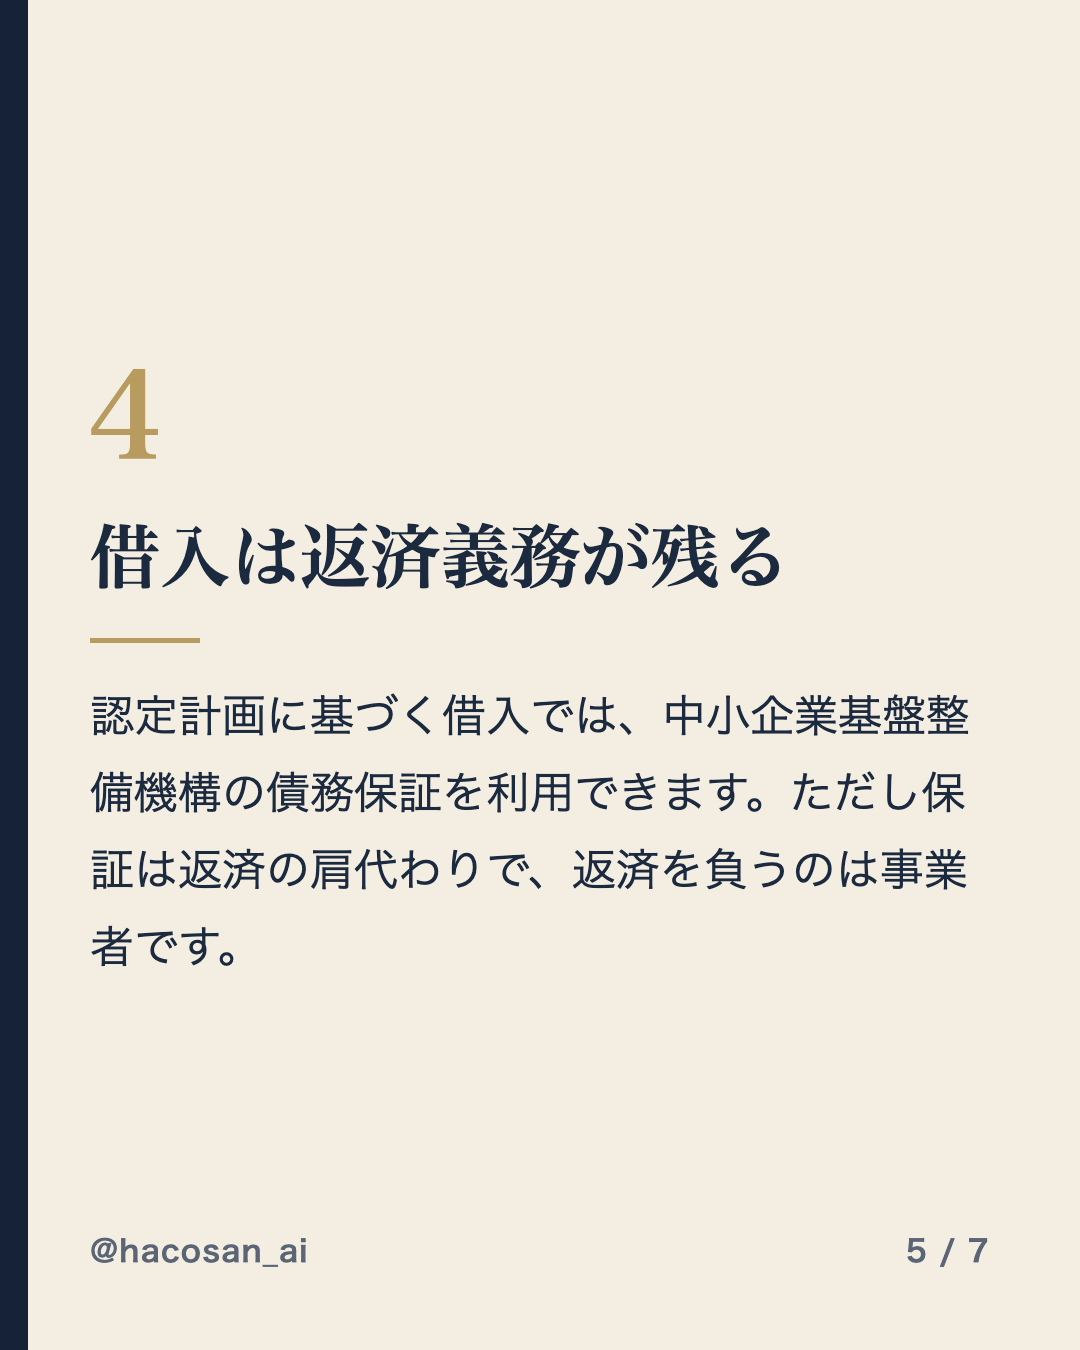 4
借入は返済義務が残る
認定計画に基づく借入では、中小企業基盤整
備機構の債務保証を利用できます。ただし保
証は返済の肩代わりで、返済を負うのは事業
者です。
@hacosan_ai
5 / 7